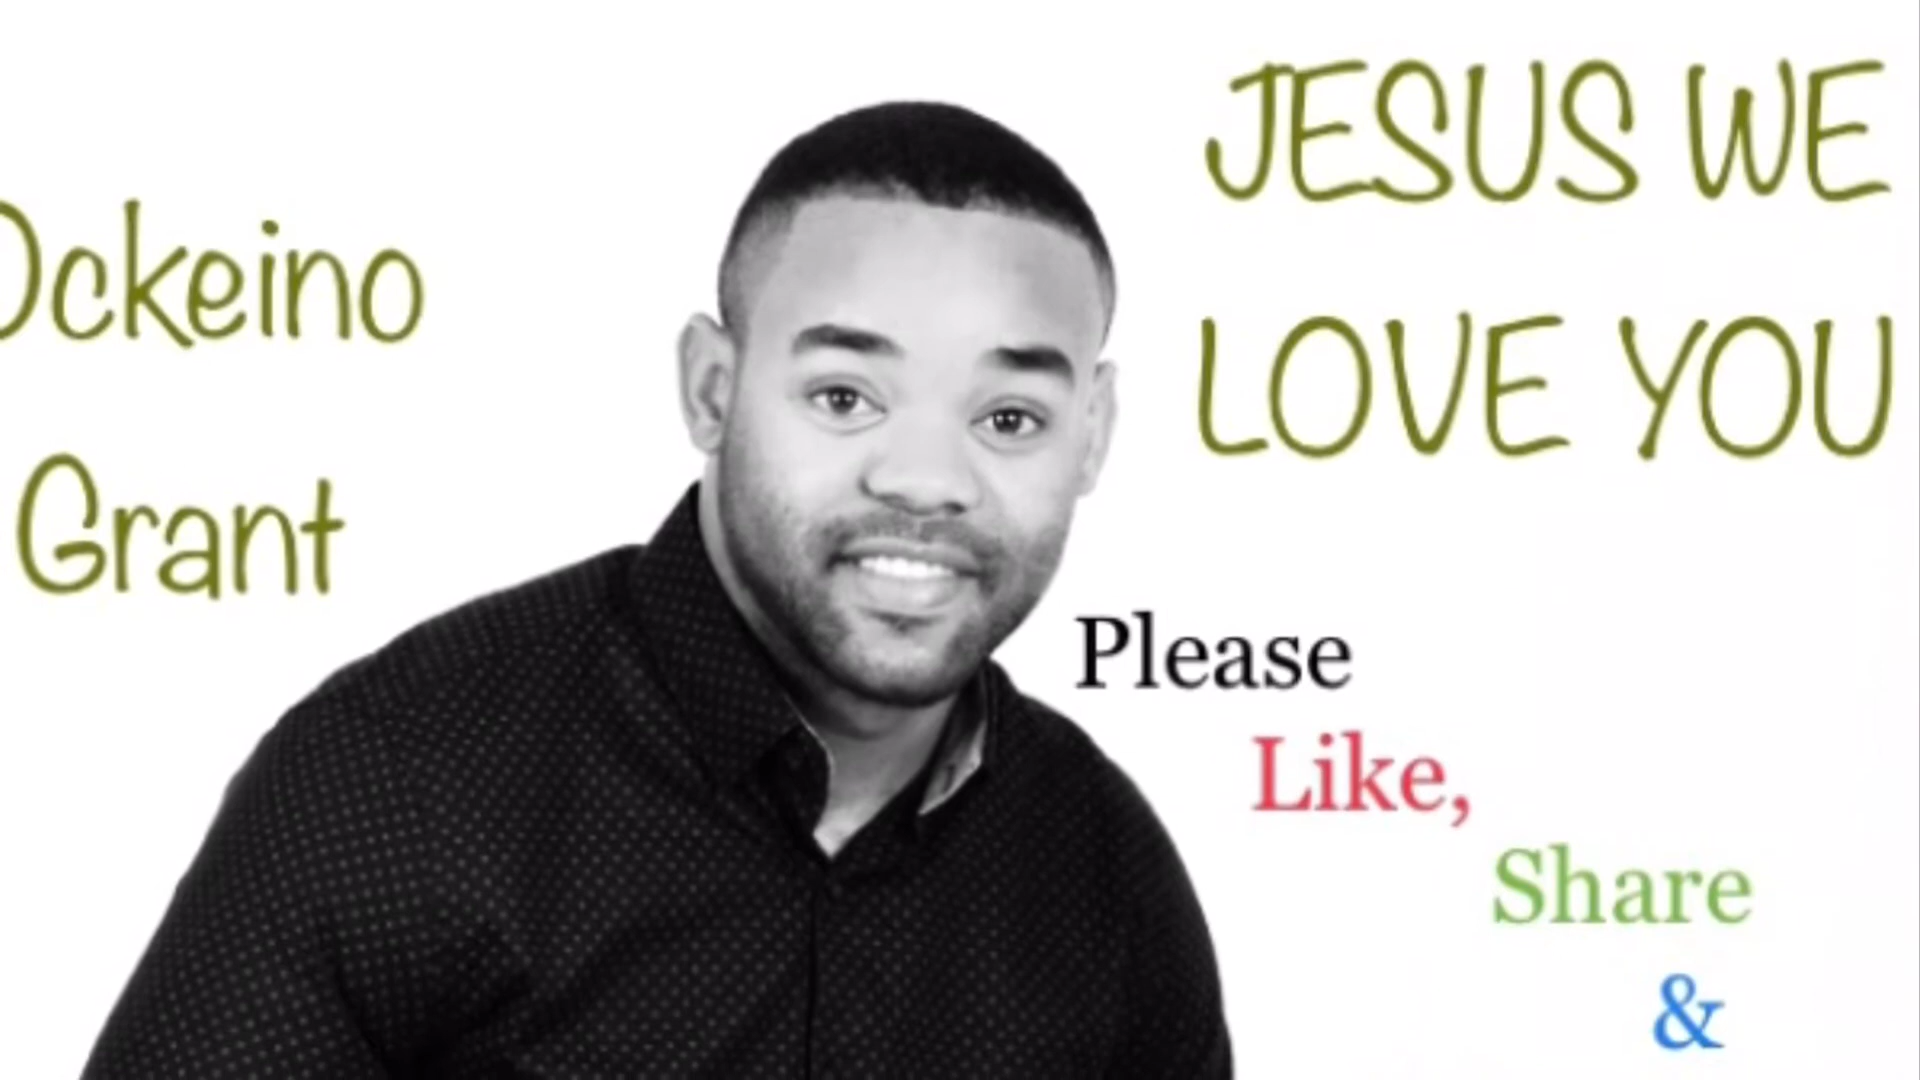 Ockeino
Grant
JESUS WE
LOVE YOU
Please
Like,
Share
&